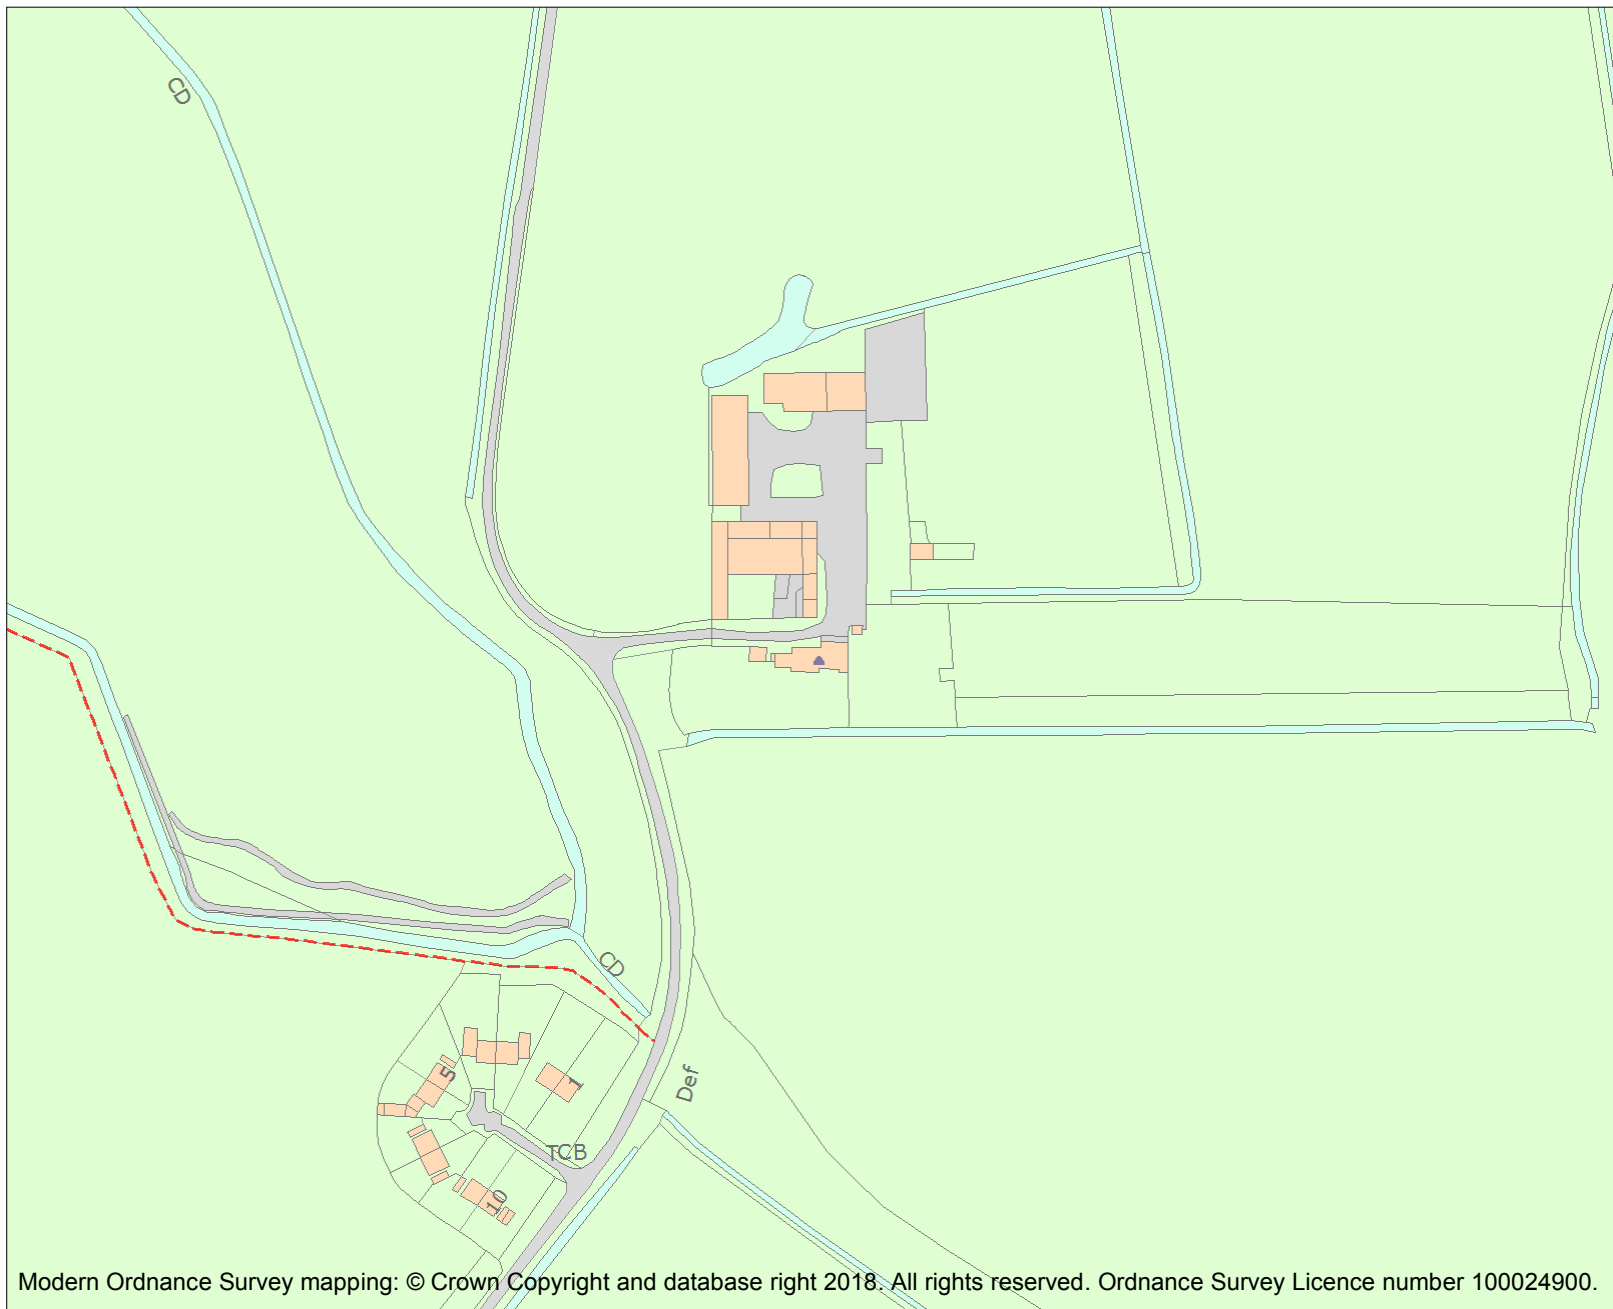 CD
CD
Def
5
1
TCB
10
Modern Ordnance Survey mapping: © Crown Copyright and database right 2018. All rights reserved. Ordnance Survey Licence number 100024900.